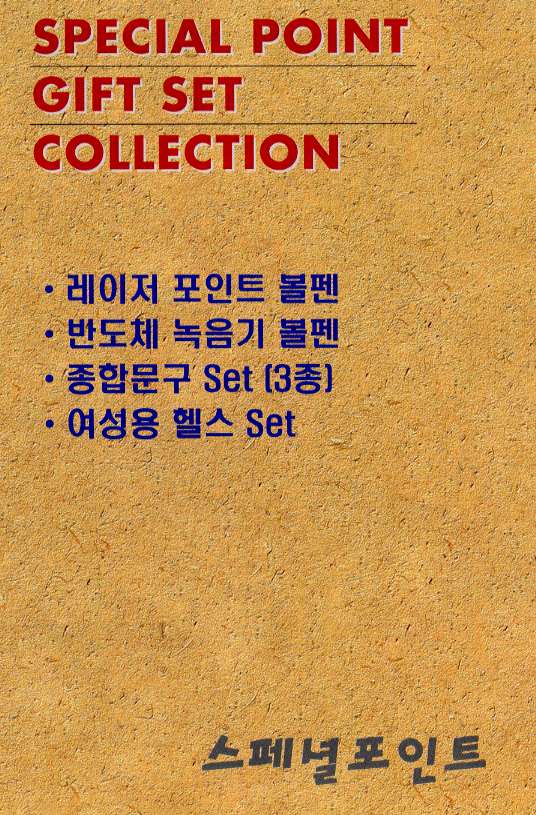 SPECIAL POINT
GIFT SET
COLLECTION
• 레이저 포인트 볼펜
• 반도체 녹음기 볼펜
• 종합문구 Set (3종)
• 여성용 헬스 Set
스페널포인트